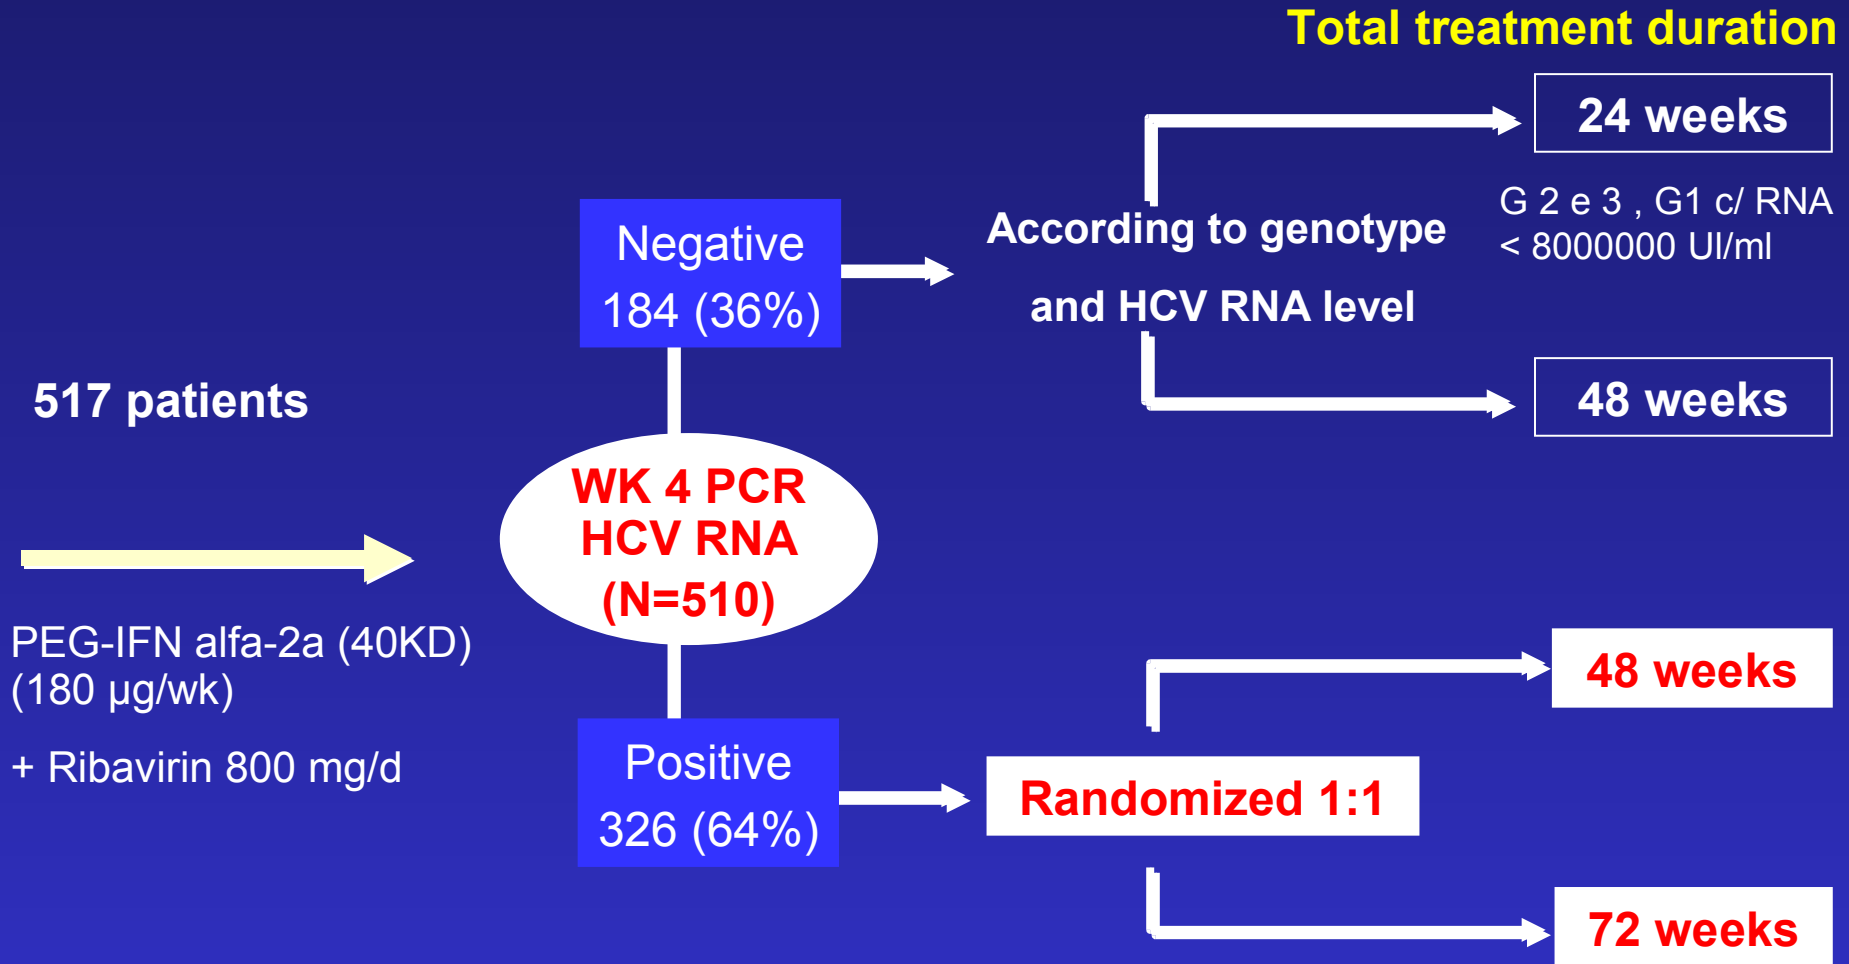 Total treatment duration
24 weeks
G 2 e 3 , G1 c/ RNA
< 8000000 UI/ml
Negative
184 (36%)
According to genotype
and HCV RNA level
48 weeks
517 patients
WK 4 PCR
HCV RNA
(N=510)
PEG-IFN alfa-2a (40KD)
(180 µg/wk)
+ Ribavirin 800 mg/d
Positive
326 (64%)
Randomized 1:1
48 weeks
72 weeks